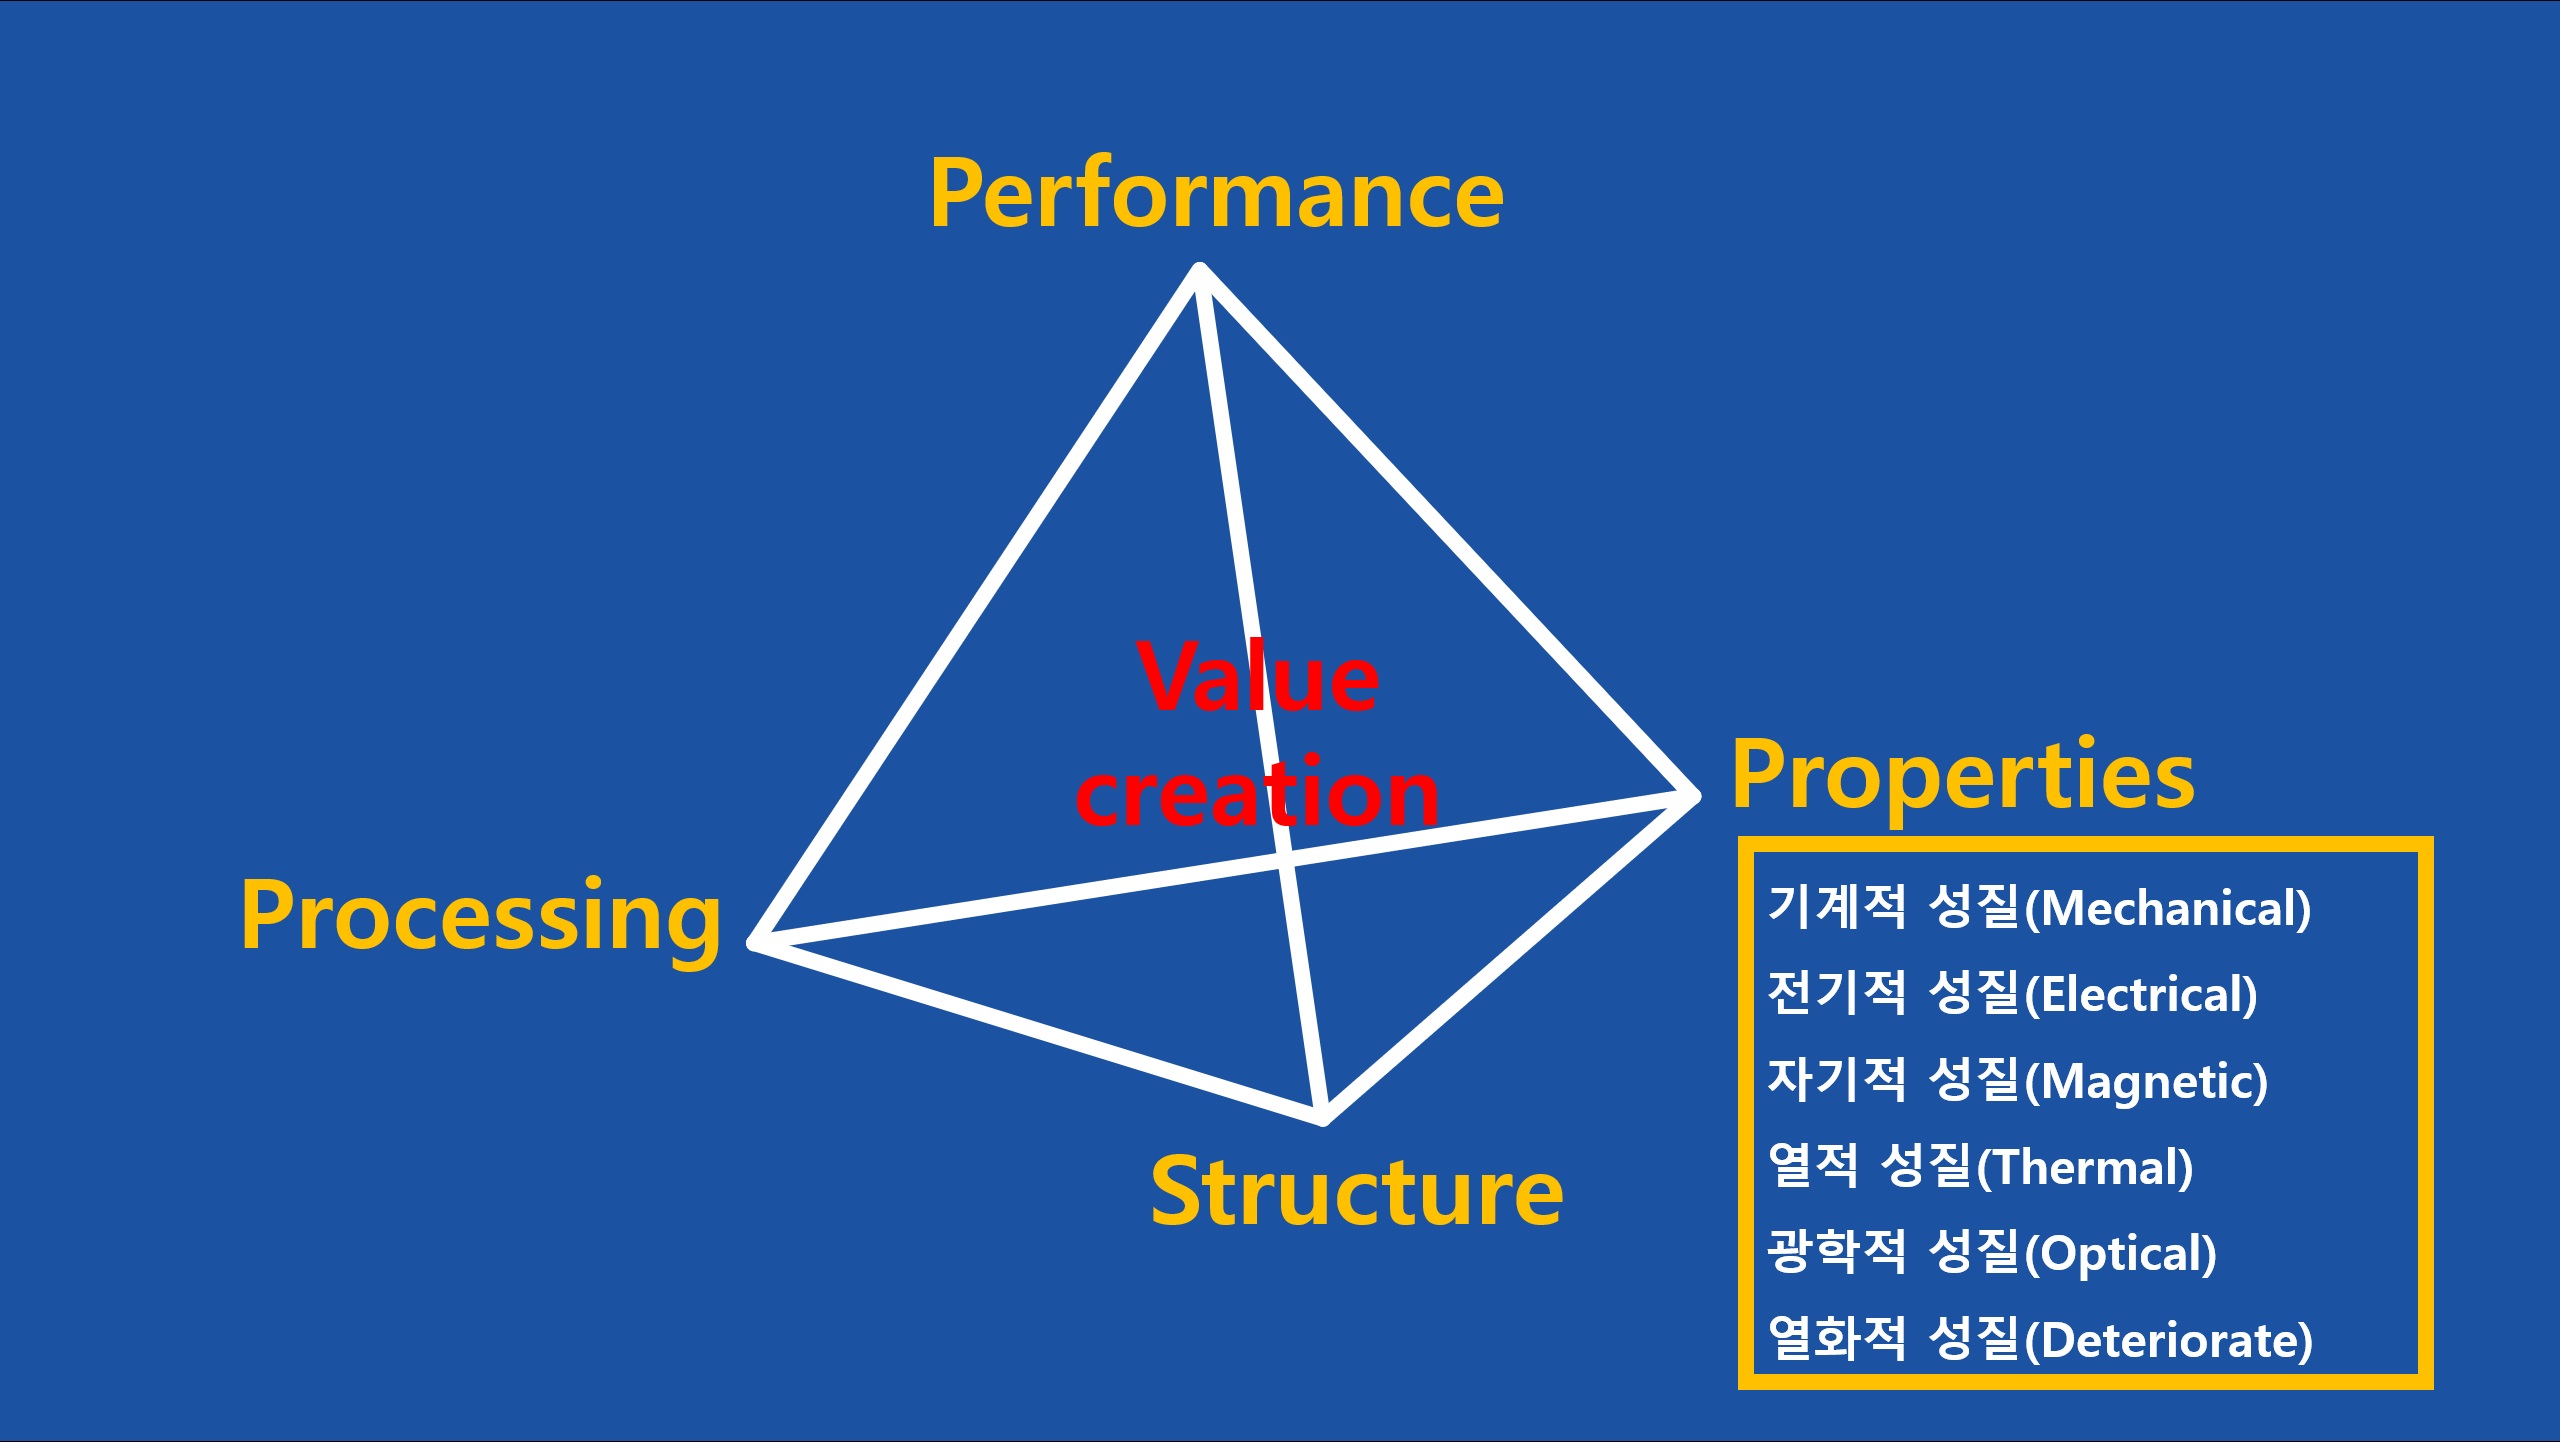 Performance
Value
creation
Properties
Processing
Structure
기계적 성질(Mechanical)
전기적 성질(Electrical)
자기적 성질(Magnetic)
열적 성질(Thermal)
광학적 성질(Optical)
열화적 성질(Deteriorate)